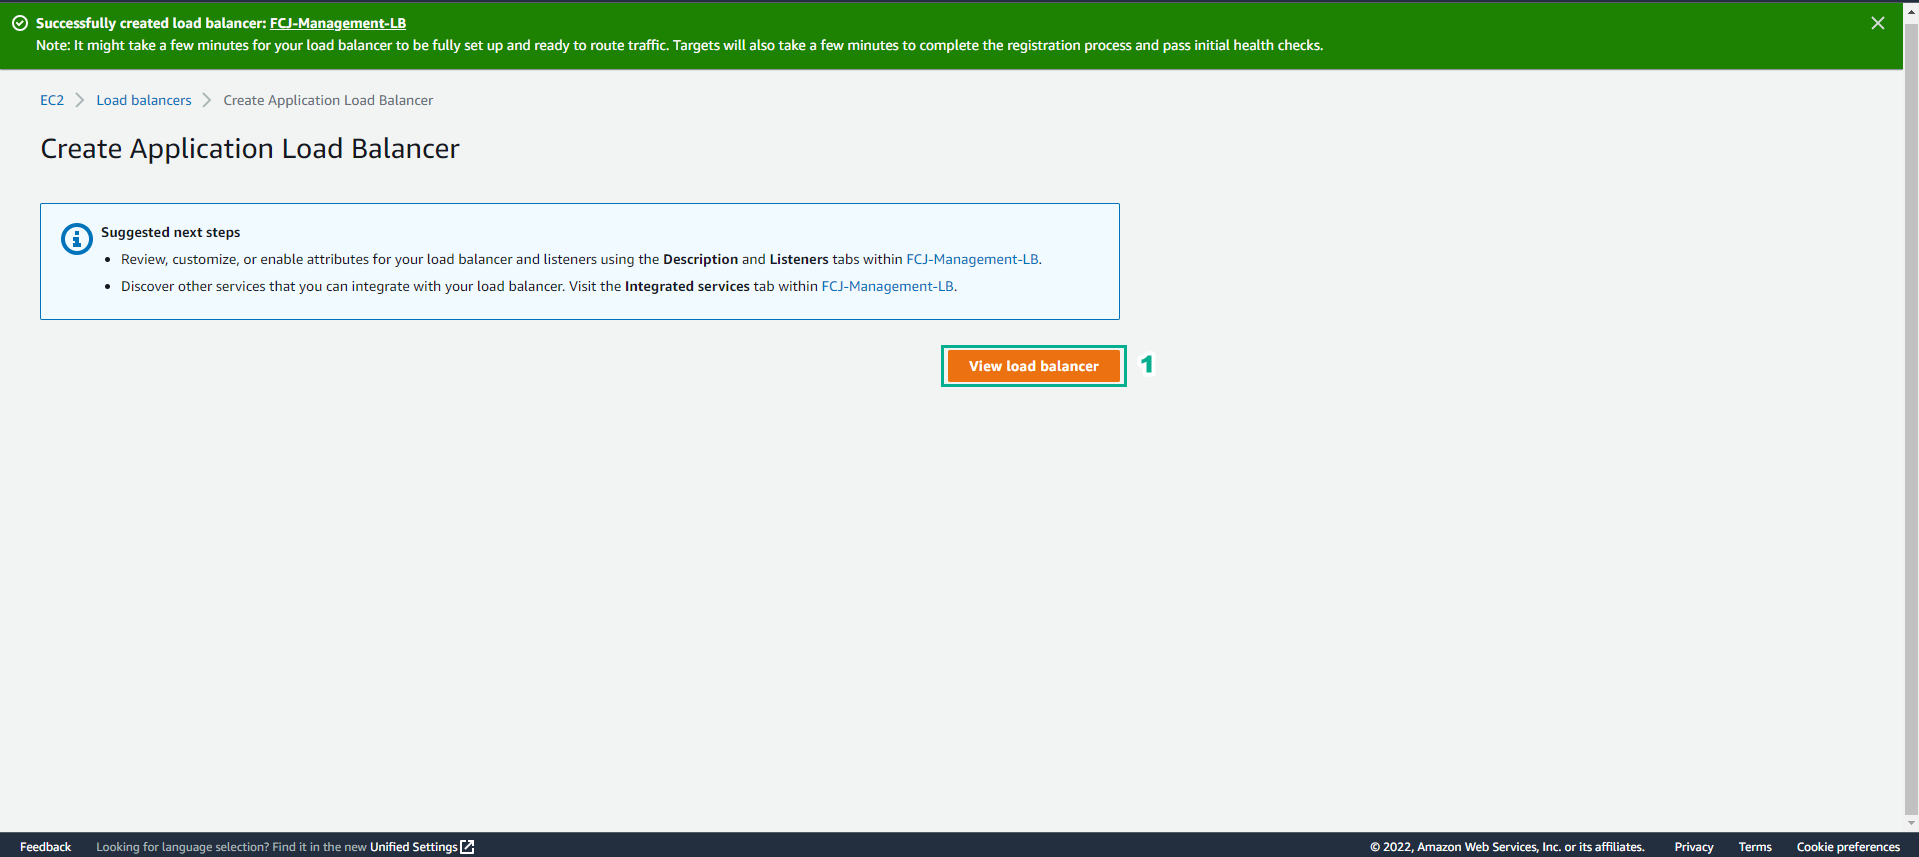 Successfully created load balancer: FCJ-Management-LB
Note: It might take a few minutes for your load balancer to be fully set up and ready to route traffic. Targets will also take a few minutes to complete the registration process and pass initial health checks.
EC2 > Load balancers > Create Application Load Balancer
Create Application Load Balancer
Suggested next steps
• Review, customize, or enable attributes for your load balancer and listeners using the Description and Listeners tabs within FCJ-Management-LB.
• Discover other services that you can integrate with your load balancer. Visit the Integrated services tab within FCJ-Management-LB.
View load balancer 1
Feedback Looking for language selection? Find it in the new Unified Settings © 2022, Amazon Web Services, Inc. or its affiliates. Privacy Terms Cookie preferences